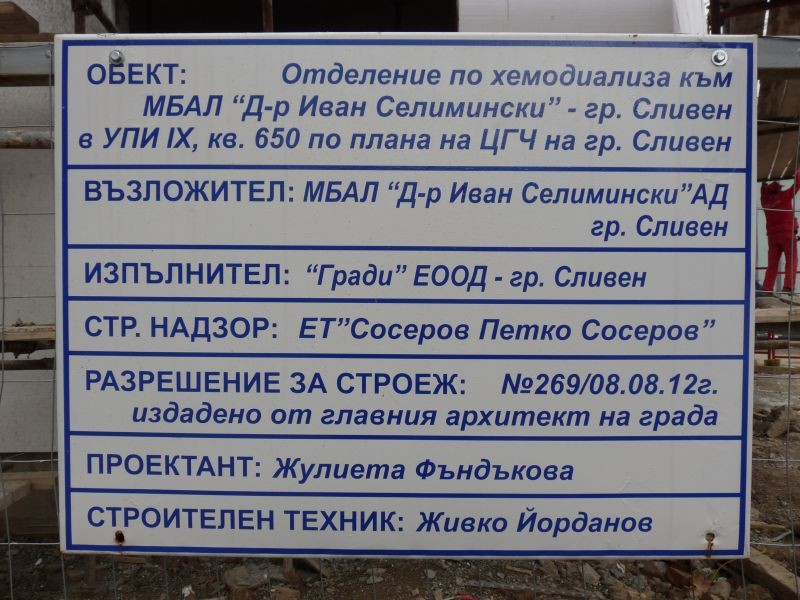 ОБЕКТ: Отделение по хемодиализа към
МБАЛ “Д-р Иван Селимински” - гр. Сливен
в УПИ IX, кв. 650 по плана на ЦГЧ на гр. Сливен
ВЪЗЛОЖИТЕЛ: МБАЛ “Д-р Иван Селимински”АД
гр. Сливен
ИЗПЪЛНИТЕЛ: “Гради” ЕООД - гр. Сливен
СТР. НАДЗОР: ЕТ”Сосеров Петко Сосеров”
РАЗРЕШЕНИЕ ЗА СТРОЕЖ: №269/08.08.12г.
издадено от главния архитект на града
ПРОЕКТАНТ: Жулиета Фъндъкова
СТРОИТЕЛЕН ТЕХНИК: Живко Йорданов